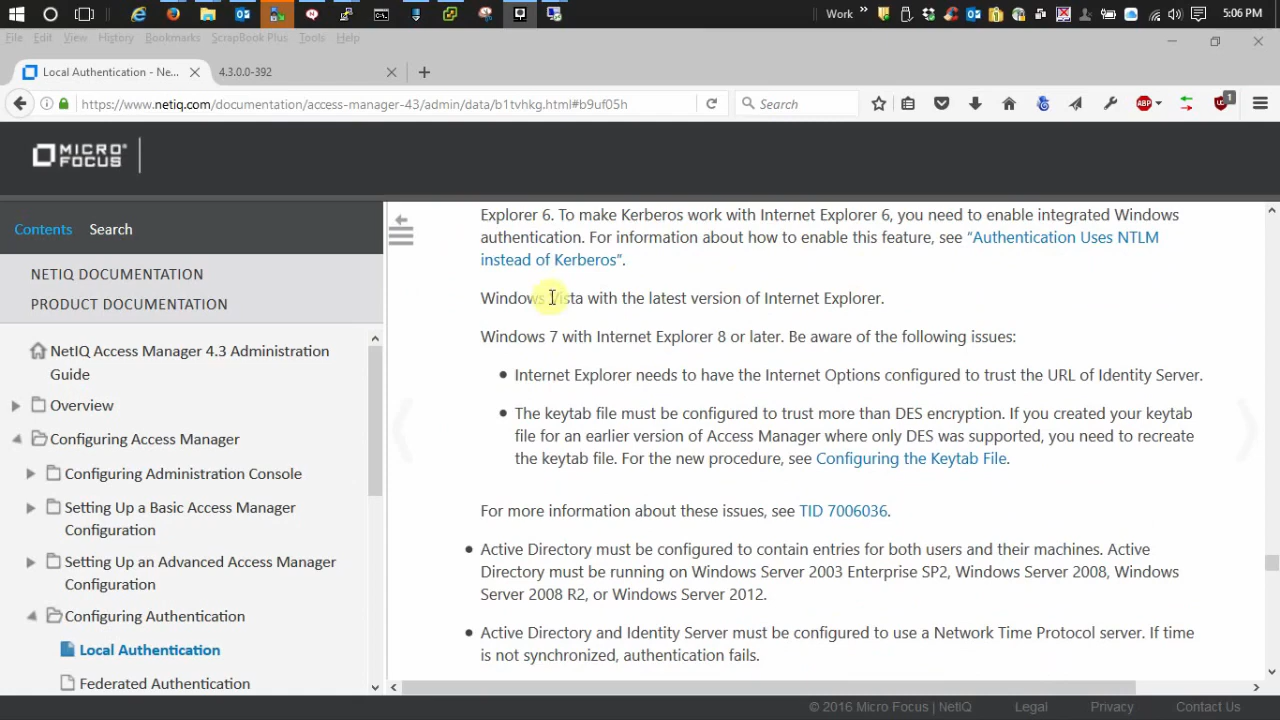 Work
5:06 PM
File Edit View History Bookmarks ScrapBook Plus Tools Help
Local Authentication - Ne...
4.3.0.0-392
https://www.netiq.com/documentation/access-manager-43/admin/data/b1tvhkg.html#b9uf05h
Search
ABP
1
MICRO
FOCUS
Contents
Search
NETIQ DOCUMENTATION
PRODUCT DOCUMENTATION
NetIQ Access Manager 4.3 Administration
Guide
Overview
Configuring Access Manager
Configuring Administration Console
Setting Up a Basic Access Manager
Configuration
Setting Up an Advanced Access Manager
Configuration
Configuring Authentication
Local Authentication
Federated Authentication
Explorer 6. To make Kerberos work with Internet Explorer 6, you need to enable integrated Windows
authentication. For information about how to enable this feature, see “Authentication Uses NTLM
instead of Kerberos”.
Windows Vista with the latest version of Internet Explorer.
Windows 7 with Internet Explorer 8 or later. Be aware of the following issues:
Internet Explorer needs to have the Internet Options configured to trust the URL of Identity Server.
The keytab file must be configured to trust more than DES encryption. If you created your keytab
file for an earlier version of Access Manager where only DES was supported, you need to recreate
the keytab file. For the new procedure, see Configuring the Keytab File.
For more information about these issues, see TID 7006036.
Active Directory must be configured to contain entries for both users and their machines. Active
Directory must be running on Windows Server 2003 Enterprise SP2, Windows Server 2008, Windows
Server 2008 R2, or Windows Server 2012.
Active Directory and Identity Server must be configured to use a Network Time Protocol server. If time
is not synchronized, authentication fails.
© 2016 Micro Focus | NetIQ Legal Privacy Contact Us